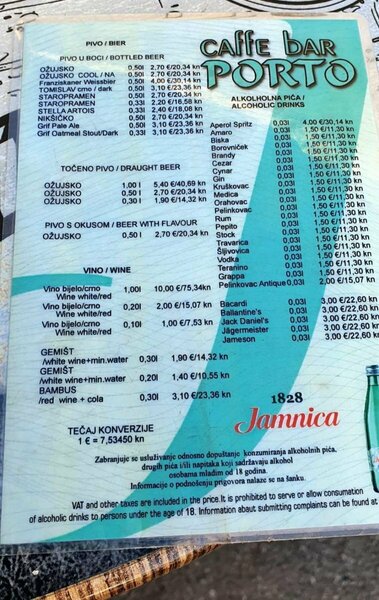 caffe bar
PORTO
PIVO / BIER
PIVO U BOCI / BOTTLED BEER
OŽUJSKO 0,50l 2,70 €/20,34 kn
OŽUJSKO COOL / NA 0,50l 2,70 €/20,34 kn
Franziskaner Weissbier 0,50l 4,00 €/30,14 kn
TOMISLAV crno / dark 0,50l 3,10 €/23,36 kn
STAROPRAMEN 0,50l 2,70 €/20,34 kn
STAROPRAMEN 0,33l 2,20 €/16,58 kn
STELLA ARTOIS 0,33l 2,40 €/18,08 kn
NIKŠIČKO 0,50l 2,70 €/20,34 kn
Grif Pale Ale 0,50l 3,10 €/23,36 kn
Grif Oatmeal Stout/Dark 0,33l 3,10 €/23,36 kn
TOČENO PIVO / DRAUGHT BEER
OŽUJSKO 1,00 l 5,40 €/40,69 kn
OŽUJSKO 0,50 l 2,70 €/20,34 kn
OŽUJSKO 0,30 l 1,90 €/14,32 kn
PIVO S OKUSOM / BEER WITH FLAVOUR
OŽUJSKO 0,50 l 2,70 €/20,34 kn
VINO / WINE
Vino bijelo/crno 1,00l 10,00 €/75,34kn
Wine white/red
Vino bijelo/crno 0,20l 2,00 €/15,07 kn
Wine white/red
Vino bijelo/crno 0,10l 1,00 €/7,53 kn
Wine white/red
GEMIŠT
/white wine+min.water 0,30l 1,90 €/14,32 kn
GEMIŠT
/white wine+min.water 0,20l 1,40 €/10,55 kn
BAMBUS
/red wine + cola 0,30l 3,10 €/23,36 kn
TEČAJ KONVERZIJE
1 € = 7,53450 kn
ALKOLHOLNA PIĆA /
ALCOHOLIC DRINKS
Aperol Spritz 0,03l 4,00 €/30,14 kn
Amaro 0,03l 1,50 €/11,30 kn
Biska 0,03l 1,50 €/11,30 kn
Borovničer 0,03l 1,50 €/11,30 kn
Brandy 0,03l 1,50 €/11,30 kn
Cezar 0,03l 1,50 €/11,30 kn
Cynar 0,03l 1,50 €/11,30 kn
Gin 0,03l 1,50 €/11,30 kn
Kruškovac 0,03l 1,50 €/11,30 kn
Medica 0,03l 1,50 €/11,30 kn
Orahovac 0,03l 1,50 €/11,30 kn
Pelinkovac 0,03l 1,50 €/11,30 kn
Rum 0,03l 1,50 €/11,30 kn
Pepito 0,03l 1,50 €/11,30 kn
Stock 0,03l 1,50 €/11,30 kn
Travarica 0,03l 1,50 €/11,30 kn
Šljivovica 0,03l 1,50 €/11,30 kn
Vodka 0,03l 1,50 €/11,30 kn
Teranino 0,03l 1,50 €/11,30 kn
Grappa 0,03l 1,50 €/11,30 kn
Pelinkovac Antique 0,03l 2,00 €/15,07 kn
Bacardi 0,03l 3,00 €/22,60 kn
Ballantine's 0,03l 3,00 €/22,60 kn
Jack Daniel's 0,03l 3,00 €/22,60 kn
Jägermeister 0,03l 3,00 €/22,60 kn
Jameson 0,03l 3,00 €/22,60 kn
1828
Jamnica
Zabranjuje se usluživanje odnosno dopuštanje konzumiranja alkoholnih pića,
drugih pića i/ili napitaka koji sadržavaju alkohol
osobama mlađim od 18 godina.
Informacije o podnošenju prigovora nalaze se na šanku.
VAT and other taxes are included in the price.It is prohibited to serve or allow consumation
of alcoholic drinks to persons under the age of 18. Information abaut submitting complaints can be found at